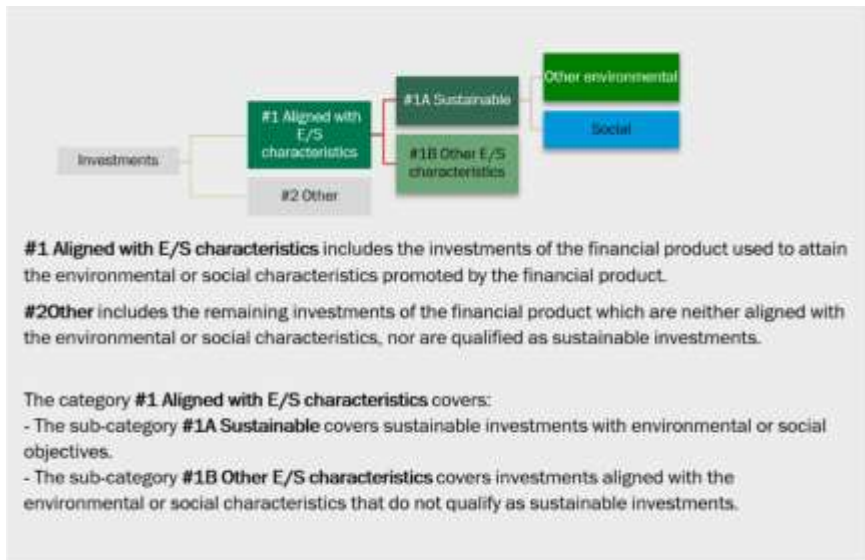 Other environmental
#1A Sustainable
#1 Aligned with
E/S
characteristics
Social
Investments
#1B Other E/S
characteristics
#2 Other
#1 Aligned with E/S characteristics includes the investments of the financial product used to attain
the environmental or social characteristics promoted by the financial product.
#2Other includes the remaining investments of the financial product which are neither aligned with
the environmental or social characteristics, nor are qualified as sustainable investments.
The category #1 Aligned with E/S characteristics covers:
- The sub-category #1A Sustainable covers sustainable investments with environmental or social
objectives.
- The sub-category #1B Other E/S characteristics covers investments aligned with the
environmental or social characteristics that do not qualify as sustainable investments.